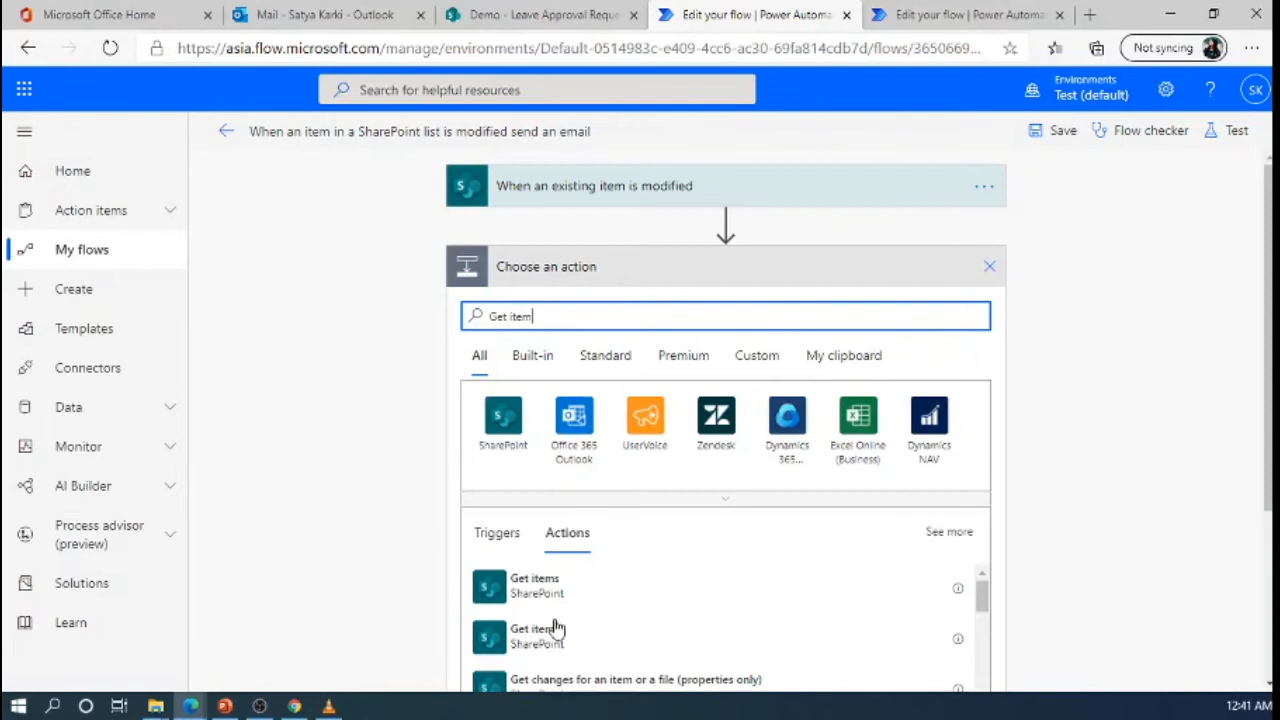 Microsoft Office Home
Mail - Satya Karki - Outlook
Demo - Leave Approval Reque
Edit your flow | Power Automa
Edit your flow | Power Automa
https://asia.flow.microsoft.com/manage/environments/Default-0514983c-e409-4cc6-ac30-69fa814cdb7d/flows/3650669...
Not syncing
Search for helpful resources
Environments
Test (default)
SK
When an item in a SharePoint list is modified send an email
Save
Flow checker
Test
Home
Action items
My flows
Create
Templates
Connectors
Data
Monitor
AI Builder
Process advisor
(preview)
Solutions
Learn
When an existing item is modified
Choose an action
Get item
All
Built-in
Standard
Premium
Custom
My clipboard
SharePoint
Office 365
Outlook
UserVoice
Zendesk
Dynamics
365...
Excel Online
(Business)
Dynamics
NAV
Triggers
Actions
See more
Get items
SharePoint
Get item
SharePoint
Get changes for an item or a file (properties only)
12:41 AM